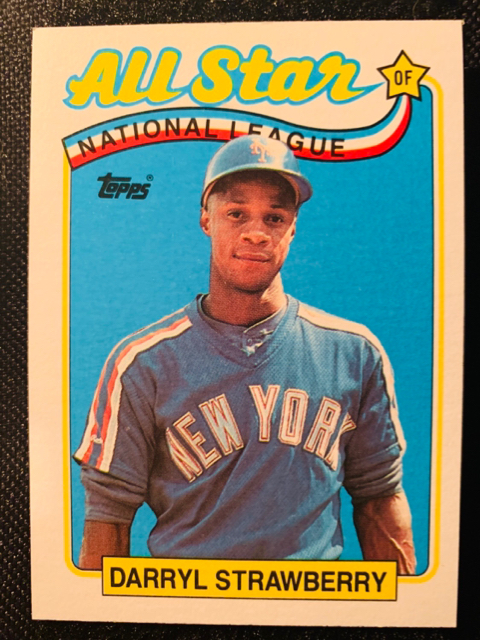 All Star
OF
NATIONAL LEAGUE
Topps®
NY
NEW YORK
DARRYL STRAWBERRY